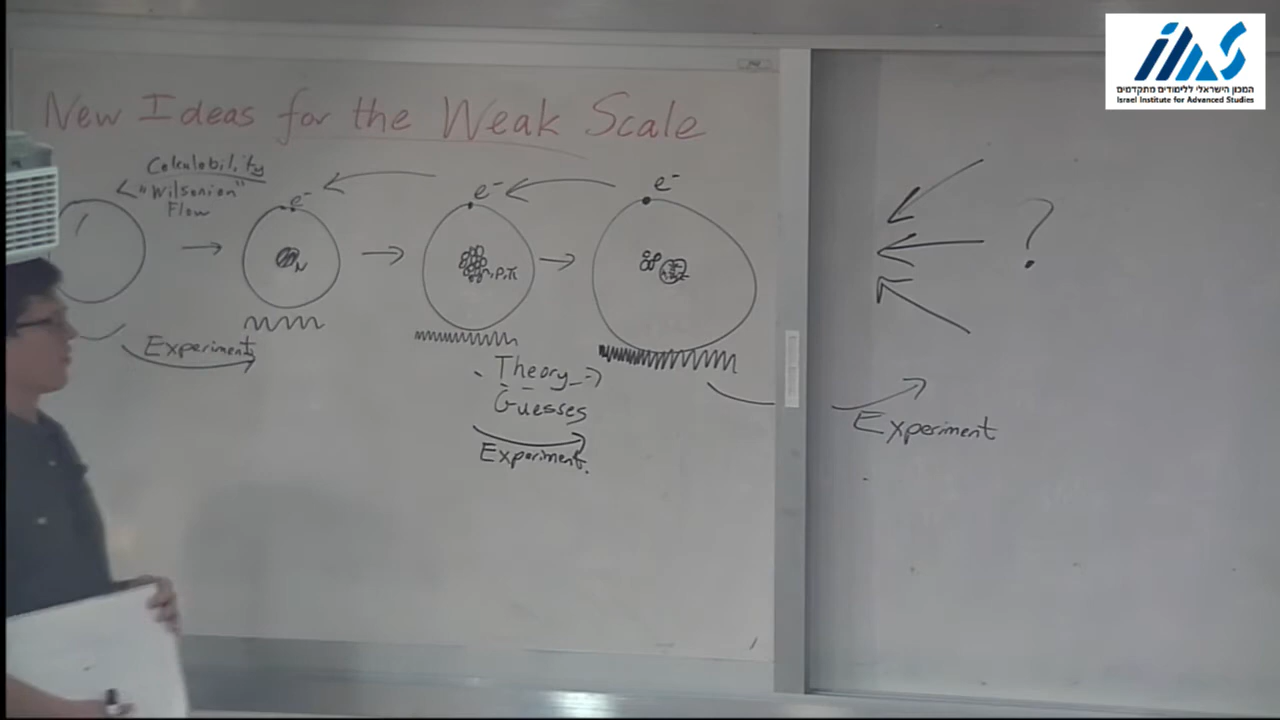 New Ideas for the Weak Scale
Calculability
"Wilsonian"
Flow
e⁻
e⁻
e⁻
N
n,p,π
?
Experiment
Theory
Guesses
Experiment
Experiment
המכון הישראלי ללימודים מתקדמים
Israel Institute for Advanced Studies